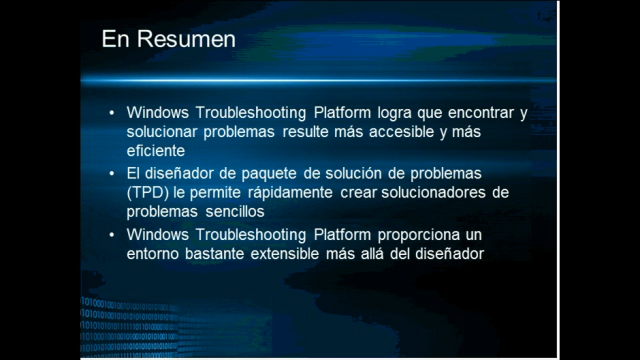 En Resumen
• Windows Troubleshooting Platform logra que encontrar y
solucionar problemas resulte más accesible y más
eficiente
• El diseñador de paquete de solución de problemas
(TPD) le permite rápidamente crear solucionadores de
problemas sencillos
• Windows Troubleshooting Platform proporciona un
entorno bastante extensible más allá del diseñador